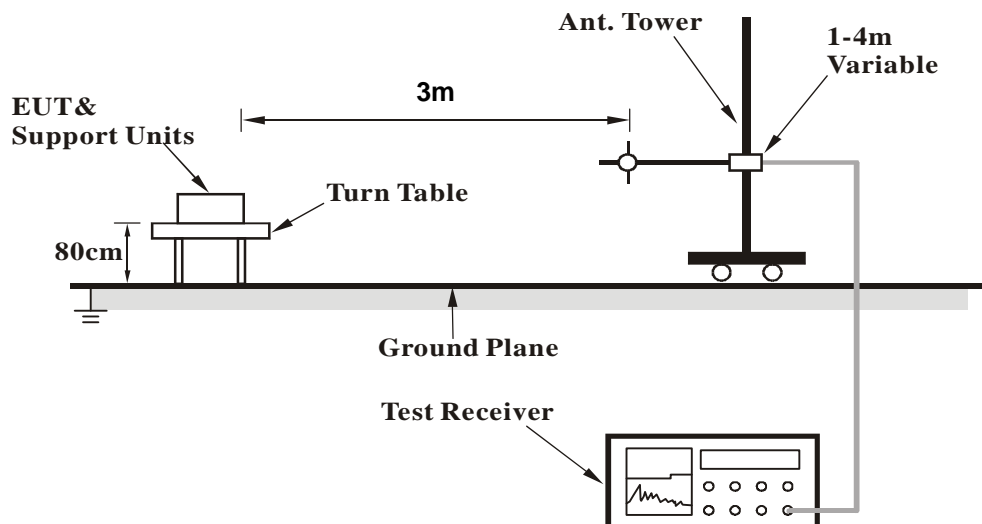 Ant. Tower
1-4m
Variable
3m
EUT&
Support Units
Turn Table
80cm
Ground Plane
Test Receiver